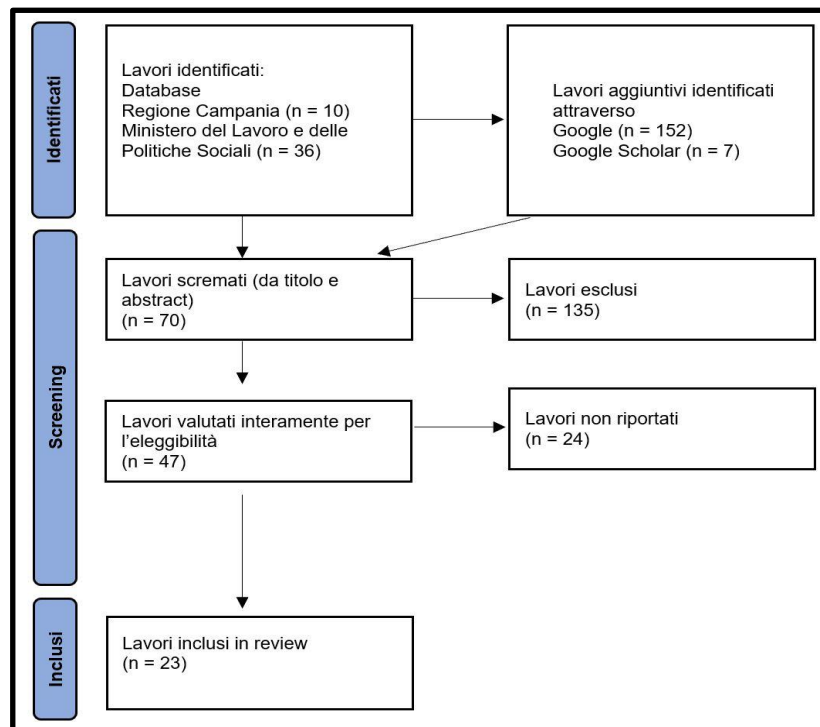 Identificati
Lavori identificati:
Database
Regione Campania (n = 10)
Ministero del Lavoro e delle
Politiche Sociali (n = 36)
Lavori aggiuntivi identificati
attraverso
Google (n = 152)
Google Scholar (n = 7)
Screening
Lavori scremati (da titolo e
abstract)
(n = 70)
Lavori esclusi
(n = 135)
Lavori valutati interamente per
l'eleggibilità
(n = 47)
Lavori non riportati
(n = 24)
Inclusi
Lavori inclusi in review
(n = 23)